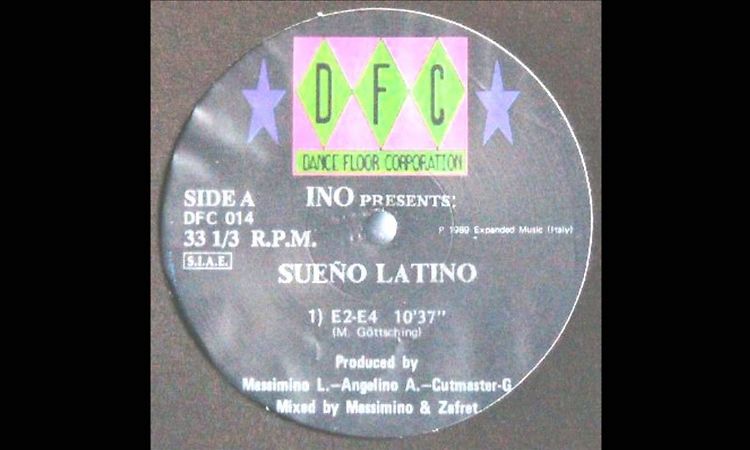 DFC
DANCE FLOOR CORPORATION
SIDE A
INO PRESENTS:
DFC 014
33 1/3 R.P.M.
S.I.A.E.
P 1989 Expanded Music (Italy)
SUEÑO LATINO
1) E2-E4 10'37"
(M. Göttsching)
Produced by
Massimino L.-Angelino A.-Cutmaster-G
Mixed by Massimino & Zafret